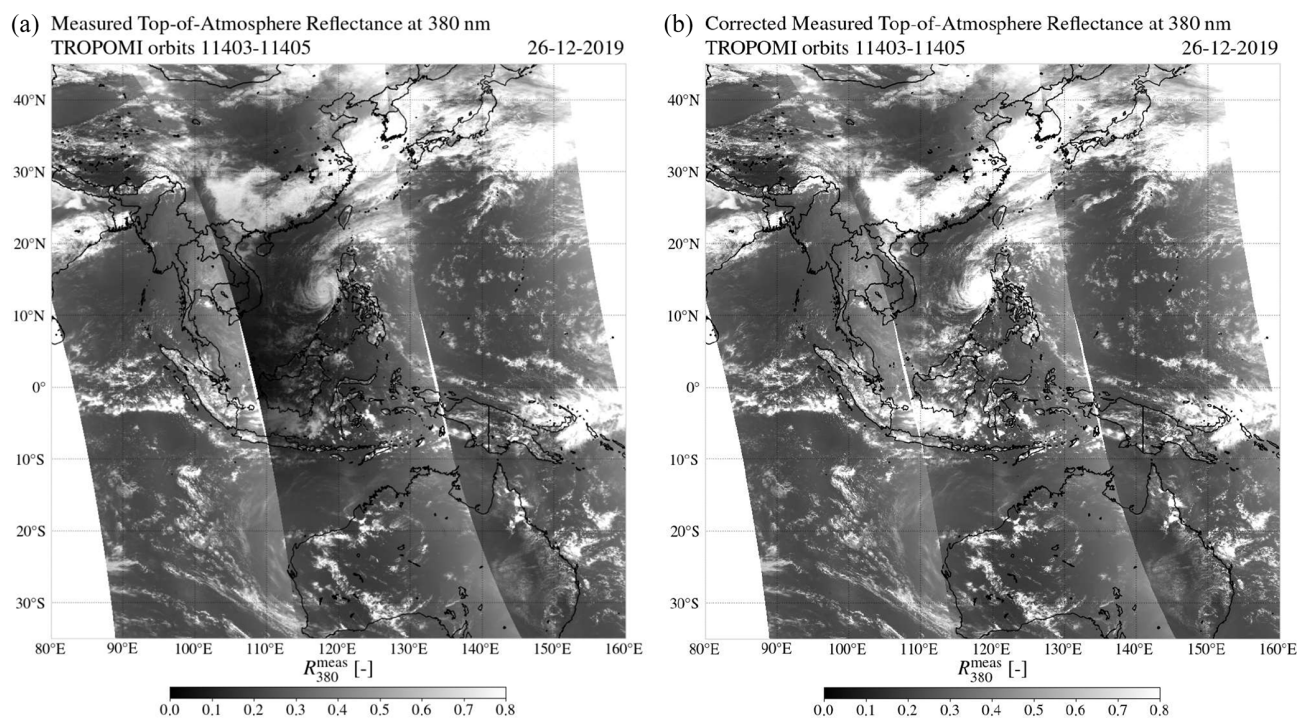 (a) Measured Top-of-Atmosphere Reflectance at 380 nm
TROPOMI orbits 11403-11405 26-12-2019
40°N
30°N
20°N
10°N
0°
10°S
20°S
30°S
80°E 90°E 100°E 110°E 120°E 130°E 140°E 150°E 160°E
R^meas_380 [-]
0.0 0.1 0.2 0.3 0.4 0.5 0.6 0.7 0.8
(b) Corrected Measured Top-of-Atmosphere Reflectance at 380 nm
TROPOMI orbits 11403-11405 26-12-2019
40°N
30°N
20°N
10°N
0°
10°S
20°S
30°S
80°E 90°E 100°E 110°E 120°E 130°E 140°E 150°E 160°E
R^meas_380 [-]
0.0 0.1 0.2 0.3 0.4 0.5 0.6 0.7 0.8